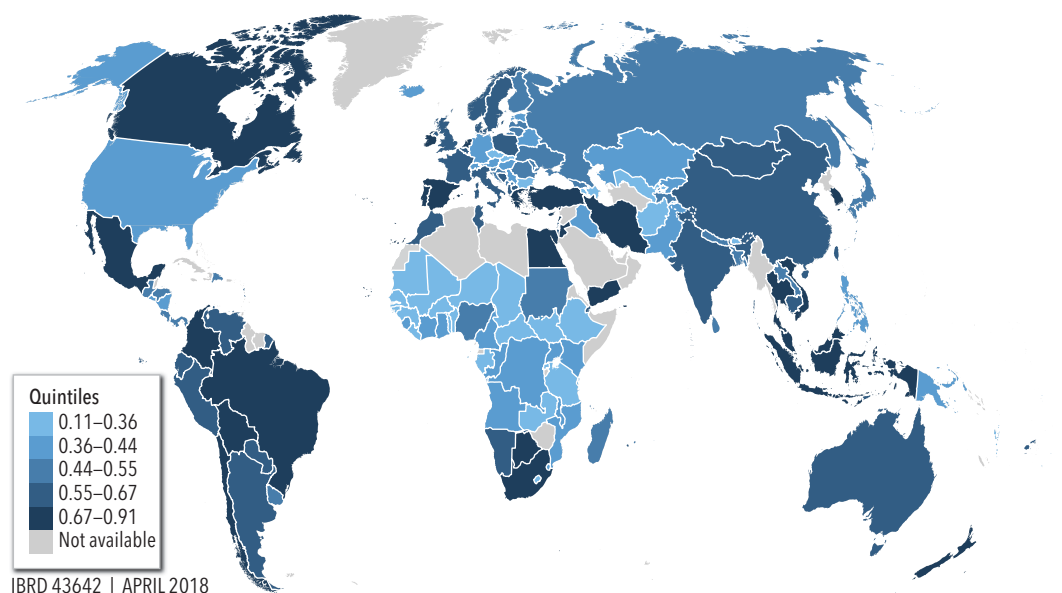 Quintiles
0.11–0.36
0.36–0.44
0.44–0.55
0.55–0.67
0.67–0.91
Not available
IBRD 43642 | APRIL 2018